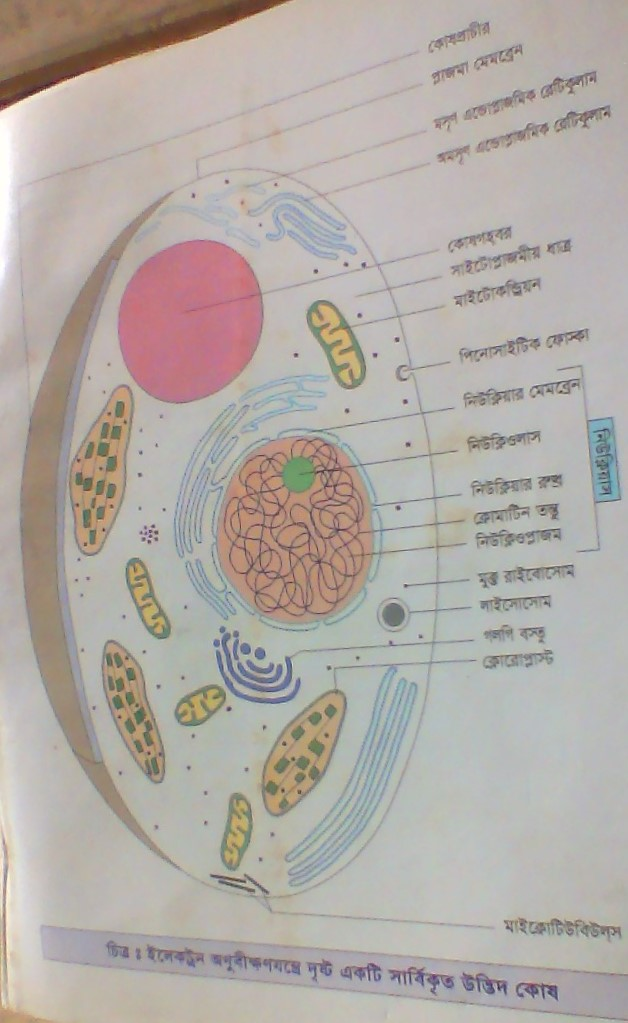 কোষপ্রাচীর
প্লাজমা মেমব্রেন
মসৃণ এন্ডোপ্লাজমিক রেটিকুলাম
অমসৃণ এন্ডোপ্লাজমিক রেটিকুলাম
কোষগহ্বর
সাইটোপ্লাজমীয় ধাত্র
মাইটোকন্ড্রিয়ন
পিনোসাইটিক ফোস্কা
নিউক্লিয়ার মেমব্রেন
নিউক্লিওলাস
নিউক্লিয়ার রন্ধ্র
ক্রোমাটিন তন্তু
নিউক্লিওপ্লাজম
নিউক্লিয়াস
মুক্ত রাইবোসোম
লাইসোসোম
গলগি বস্তু
ক্লোরোপ্লাস্ট
মাইক্রোটিউবিউলস
চিত্র : ইলেকট্রন অণুবীক্ষণযন্ত্রে দৃষ্ট একটি সার্বিকৃত উদ্ভিদ কোষ